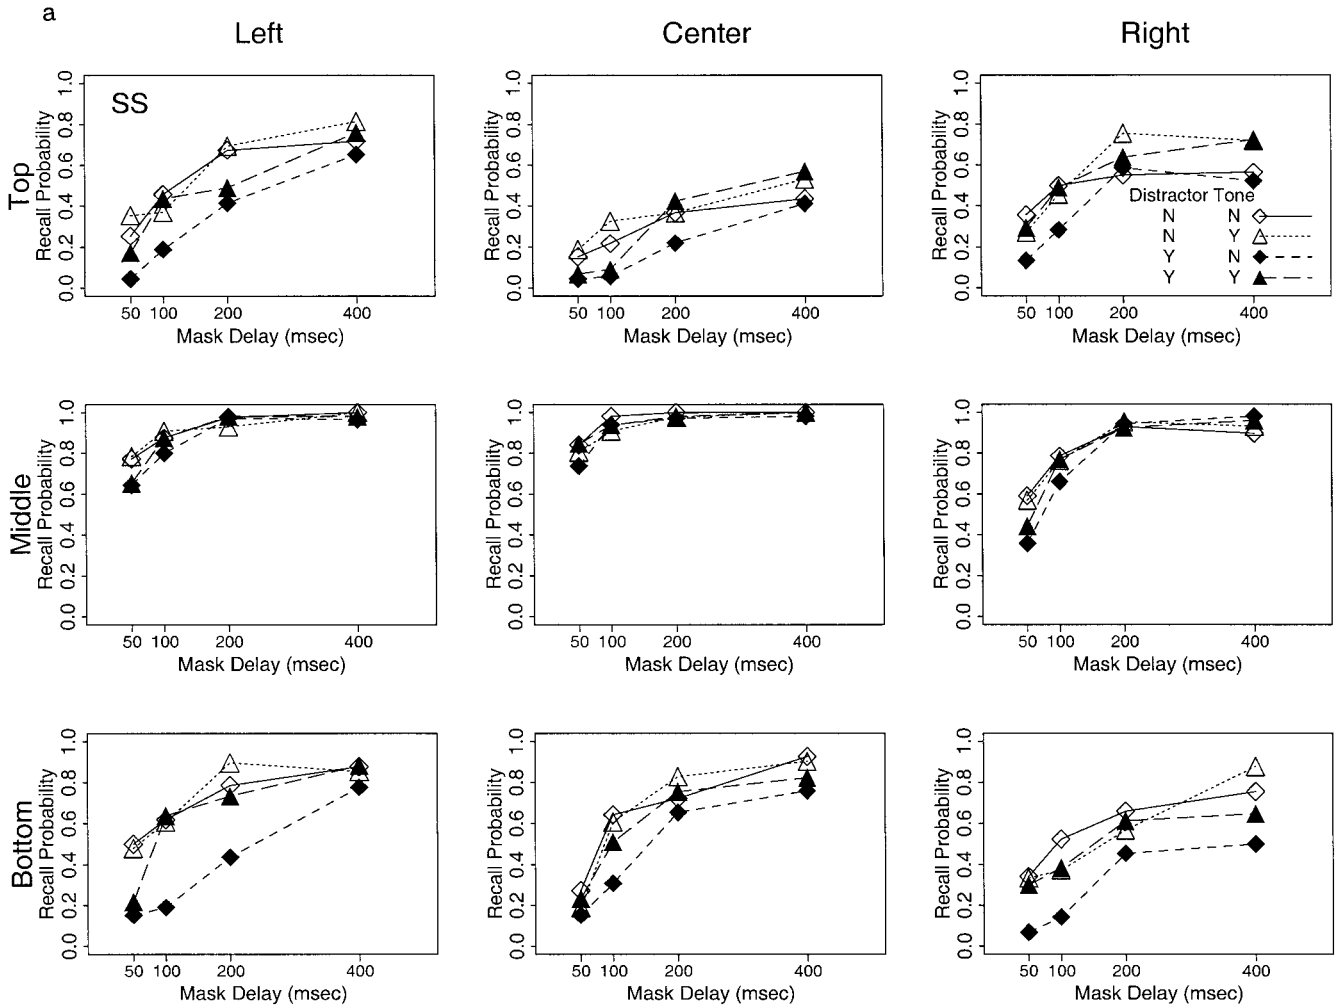 a
Left Center Right
SS
Top
Recall Probability
0.0 0.2 0.4 0.6 0.8 1.0
50 100 200 400
Mask Delay (msec)
Recall Probability
0.0 0.2 0.4 0.6 0.8 1.0
50 100 200 400
Mask Delay (msec)
Recall Probability
0.0 0.2 0.4 0.6 0.8 1.0
Distractor Tone
N N
N Y
Y N
Y Y
50 100 200 400
Mask Delay (msec)
Middle
Recall Probability
0.0 0.2 0.4 0.6 0.8 1.0
50 100 200 400
Mask Delay (msec)
Recall Probability
0.0 0.2 0.4 0.6 0.8 1.0
50 100 200 400
Mask Delay (msec)
Recall Probability
0.0 0.2 0.4 0.6 0.8 1.0
50 100 200 400
Mask Delay (msec)
Bottom
Recall Probability
0.0 0.2 0.4 0.6 0.8 1.0
50 100 200 400
Mask Delay (msec)
Recall Probability
0.0 0.2 0.4 0.6 0.8 1.0
50 100 200 400
Mask Delay (msec)
Recall Probability
0.0 0.2 0.4 0.6 0.8 1.0
50 100 200 400
Mask Delay (msec)